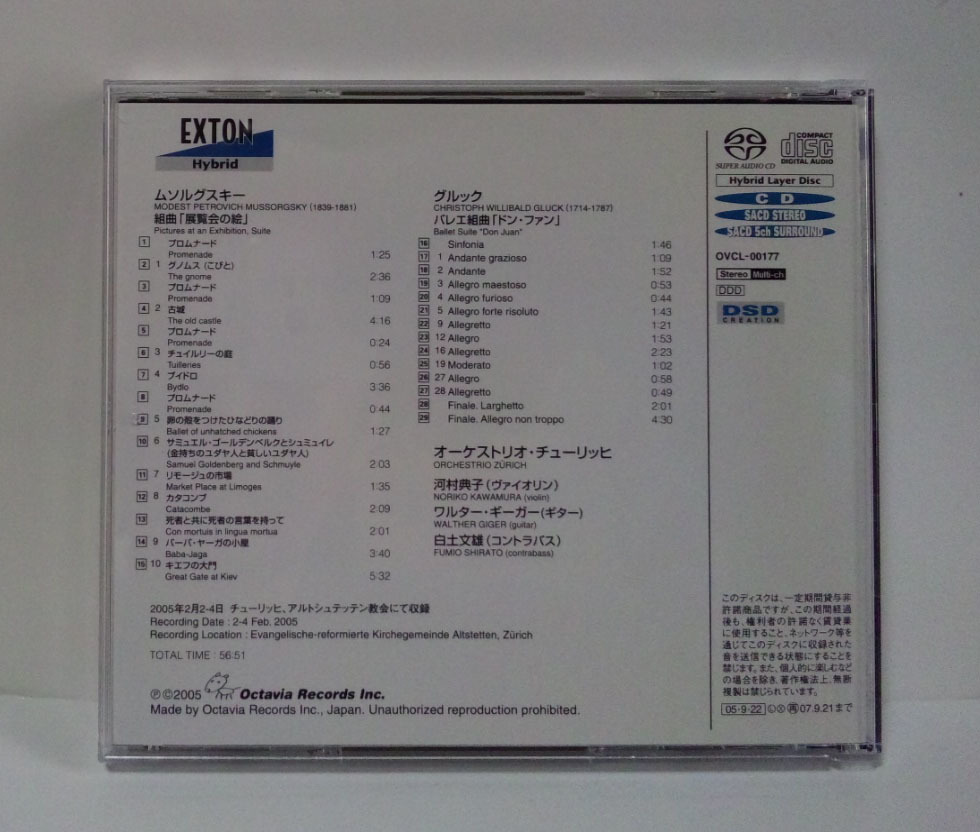 EXTON
Hybrid
ムソルグスキー
MODEST PETROVICH MUSSORGSKY (1839-1881)
組曲「展覧会の絵」
Pictures at an Exhibition, Suite
1 プロムナード
Promenade 1:25
2 1 グノムス (こびと)
The gnome 2:36
3 プロムナード
Promenade 1:09
4 2 古城
The old castle 4:16
5 プロムナード
Promenade 0:24
6 3 チュイルリーの庭
Tuilleries 0:56
7 4 ブイドロ
Bydlo 3:36
8 プロムナード
Promenade 0:44
9 5 卵の殻をつけたひなどりの踊り
Ballet of unhatched chickens 1:27
10 6 サミュエル・ゴールデンベルクとシュミュイレ
(金持ちのユダヤ人と貧しいユダヤ人)
Samuel Goldenberg and Schmuyle 2:03
11 7 リモージュの市場
Market Place at Limoges 1:35
12 8 カタコンブ
Catacombe 2:09
13 死者と共に死者の言葉を持って
Con mortuis in lingua mortua 2:01
14 9 バーバ・ヤーガの小屋
Baba-Jaga 3:40
15 10 キエフの大門
Great Gate at Kiev 5:32
グルック
CHRISTOPH WILLIBALD GLUCK (1714-1787)
バレエ組曲「ドン・ファン」
Ballet Suite "Don Juan"
16 Sinfonia 1:46
17 1 Andante grazioso 1:09
18 2 Andante 1:52
19 3 Allegro maestoso 0:53
20 4 Allegro furioso 0:44
21 5 Allegro forte risoluto 1:43
22 9 Allegretto 1:21
23 12 Allegro 1:53
24 16 Allegretto 2:23
25 19 Moderato 1:02
26 27 Allegro 0:58
27 28 Allegretto 0:49
28 Finale. Larghetto 2:01
29 Finale. Allegro non troppo 4:30
オーケストリオ・チューリッヒ
ORCHESTRIO ZÜRICH
河村典子(ヴァイオリン)
NORIKO KAWAMURA (violin)
ワルター・ギーガー(ギター)
WALTHER GIGER (guitar)
白土文雄(コントラバス)
FUMIO SHIRATO (contrabass)
2005年2月2-4日 チューリッヒ、アルトシュテッテン教会にて収録
Recording Date : 2-4 Feb. 2005
Recording Location : Evangelische-reformierte Kirchegemeinde Altstetten, Zürich
TOTAL TIME : 56:51
℗©2005 Octavia Records Inc.
Made by Octavia Records Inc., Japan. Unauthorized reproduction prohibited.
SUPER AUDIO CD
COMPACT
disc
DIGITAL AUDIO
Hybrid Layer Disc
CD
SACD STEREO
SACD 5ch SURROUND
OVCL-00177
Stereo Multi-ch
DDD
DSD
CREATION
このディスクは、一定期間貸与非
許諾商品ですが、この期間経過
後も、権利者の許諾なく賃貸業
に使用すること、ネットワーク等を
通じてこのディスクに収録された
音を送信できる状態にすることを
禁じます。また、個人的に楽しむなど
の場合を除き、著作権法上、無断
複製は禁じられています。
05・9・22 Ⓒ Ⓧ 再 07.9.21まで